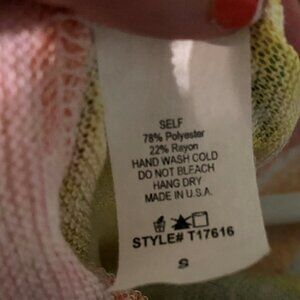 SELF
78% Polyester
22% Rayon
HAND WASH COLD
DO NOT BLEACH
HANG DRY
MADE IN U.S.A.
STYLE# T17616
S